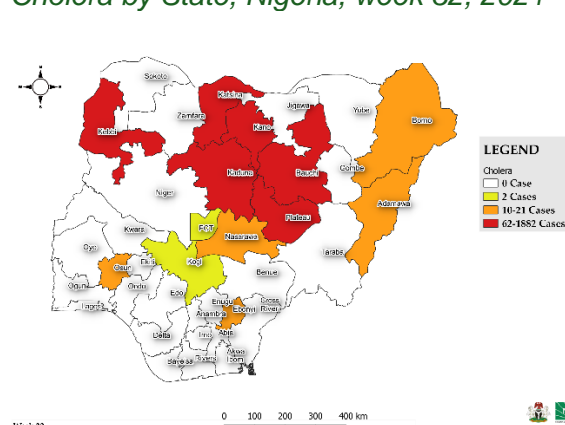 Cholera by State, Nigeria, week 32, 2021
Sokoto
Katsina
Jigawa
Yobe
Borno
Zamfara
Kano
Kebbi
Kaduna
Bauchi
Gombe
Adamawa
Niger
Plateau
FCT
Nasarawa
Kwara
Taraba
Oyo
Kogi
Benue
Osun
Ekiti
Ogun
Ondo
Edo
Lagos
Enugu
Ebonyi
Cross
River
Anambra
Delta
Imo
Abia
Akwa
Ibom
Bayelsa
Rivers
LEGEND
Cholera
0 Case
2 Cases
10-21 Cases
62-1882 Cases
0 100 200 300 400 km